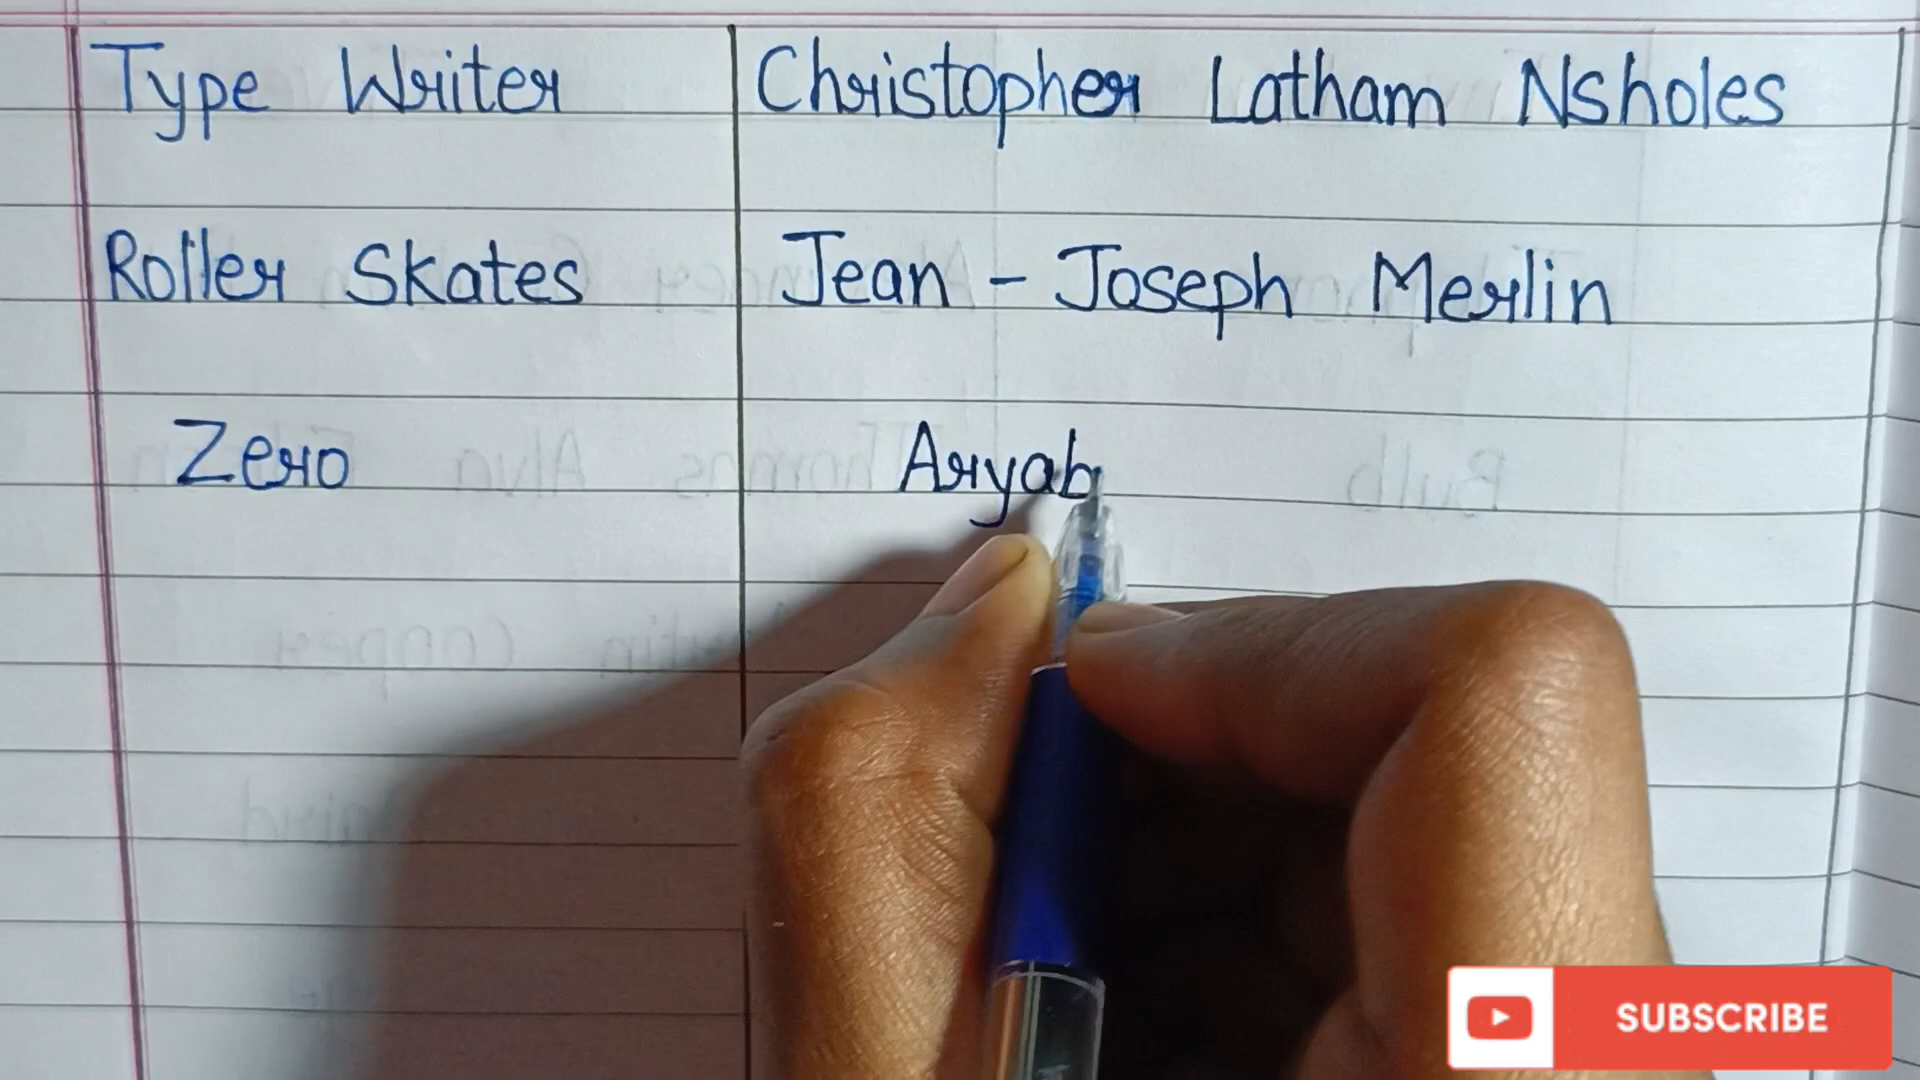 Type Writer Christopher Latham Nsholes
Roller Skates Jean - Joseph Merlin
Zero Aryab
SUBSCRIBE